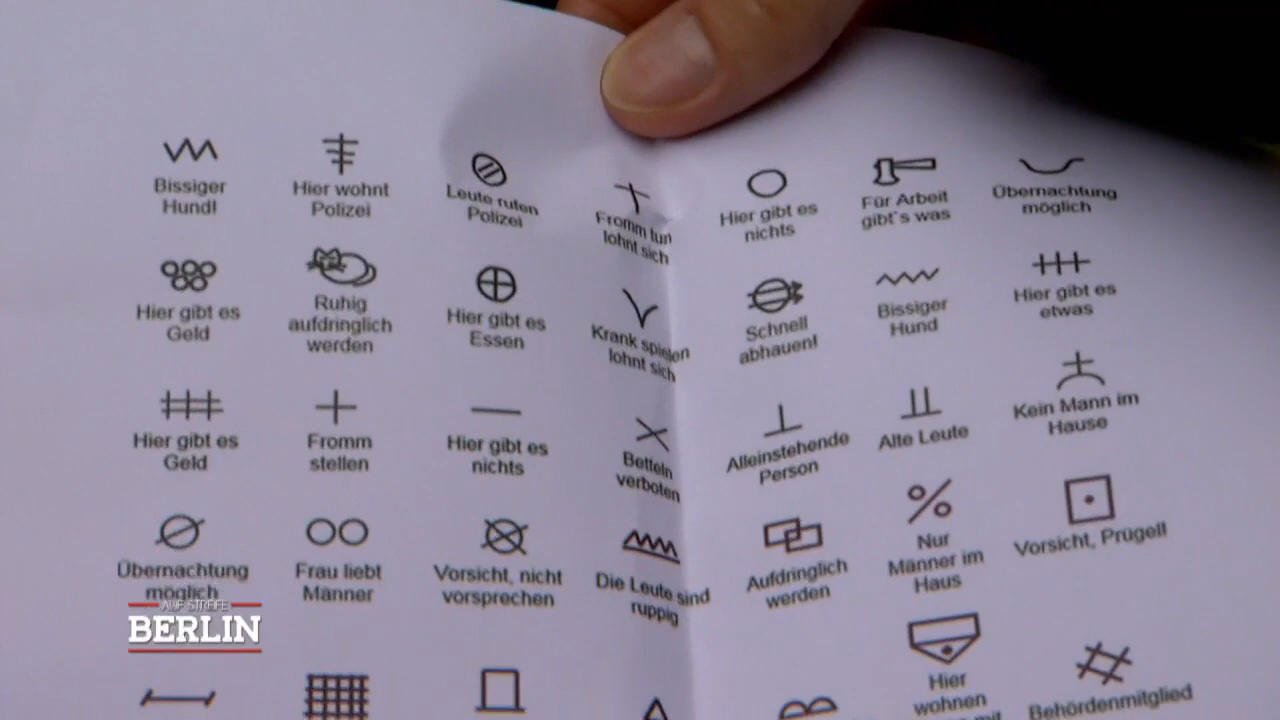 Bissiger
Hund!
Hier wohnt
Polizei
Leute rufen
Polizei
Fromm tun
lohnt sich
Hier gibt es
nichts
Für Arbeit
gibt`s was
Übernachtung
möglich
Hier gibt es
Geld
Ruhig
aufdringlich
werden
Hier gibt es
Essen
Krank spielen
lohnt sich
Schnell
abhauen!
Bissiger
Hund
Hier gibt es
etwas
Hier gibt es
Geld
Fromm
stellen
Hier gibt es
nichts
Betteln
verboten
Alleinstehende
Person
Alte Leute
Kein Mann im
Hause
Übernachtung
möglich
Frau liebt
Männer
Vorsicht, nicht
vorsprechen
Die Leute sind
ruppig
Aufdringlich
werden
Nur
Männer im
Haus
Vorsicht, Prügel!
AUF STREIFE
BERLIN
Hier
wohnen
mit
Behördenmitglied